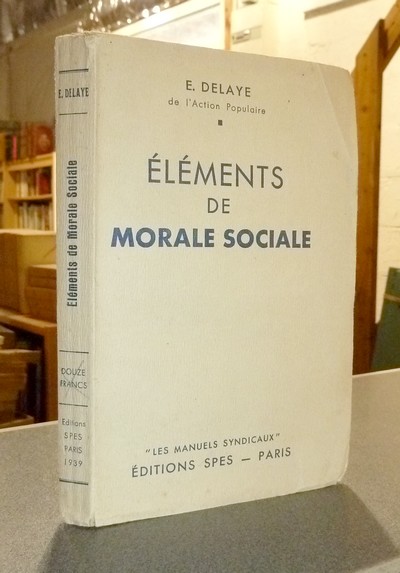 E. DELAYE
Eléments de Morale Sociale
DOUZE
FRANCS
Editions
SPES
PARIS
1939
E. DELAYE
de l'Action Populaire
ÉLÉMENTS
DE
MORALE SOCIALE
"LES MANUELS SYNDICAUX"
ÉDITIONS SPES — PARIS